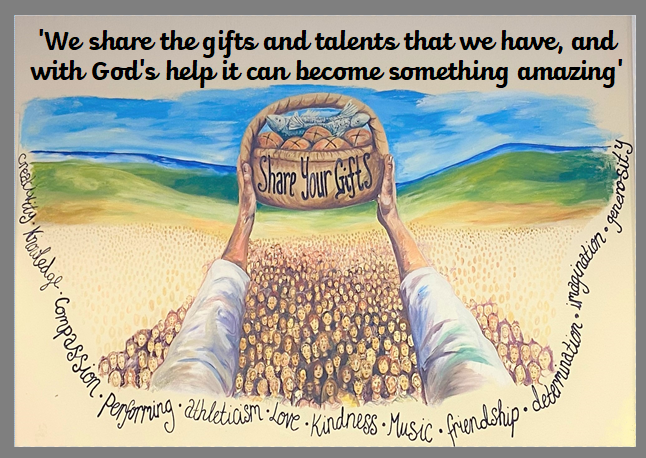 'We share the gifts and talents that we have, and
with God's help it can become something amazing'
Share Your Gifts
creativity · Knowledge · Compassion · performing · athleticism · Love · Kindness · Music · friendship · determination · imagination · generosity